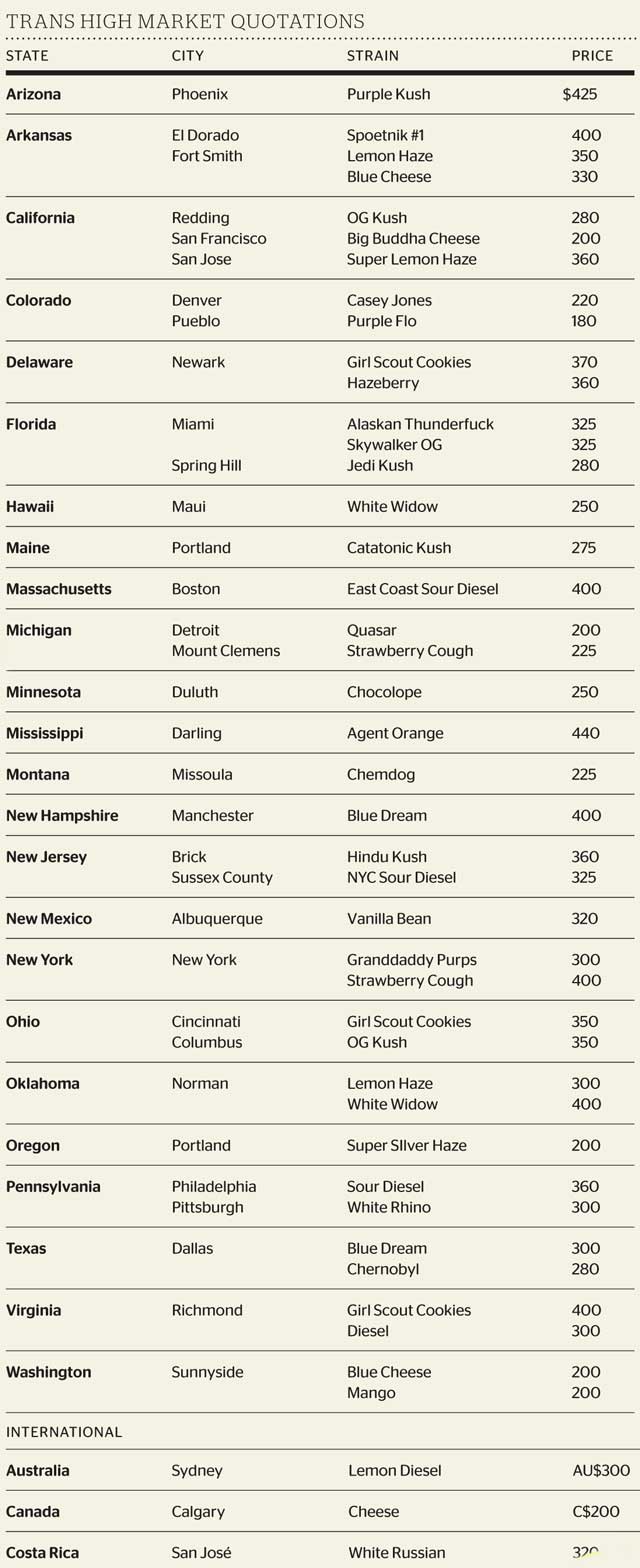 TRANS HIGH MARKET QUOTATIONS
STATE CITY STRAIN PRICE
Arizona Phoenix Purple Kush $425
Arkansas El Dorado Spoetnik #1 400
Fort Smith Lemon Haze 350
Blue Cheese 330
California Redding OG Kush 280
San Francisco Big Buddha Cheese 200
San Jose Super Lemon Haze 360
Colorado Denver Casey Jones 220
Pueblo Purple Flo 180
Delaware Newark Girl Scout Cookies 370
Hazeberry 360
Florida Miami Alaskan Thunderfuck 325
Skywalker OG 325
Spring Hill Jedi Kush 280
Hawaii Maui White Widow 250
Maine Portland Catatonic Kush 275
Massachusetts Boston East Coast Sour Diesel 400
Michigan Detroit Quasar 200
Mount Clemens Strawberry Cough 225
Minnesota Duluth Chocolope 250
Mississippi Darling Agent Orange 440
Montana Missoula Chemdog 225
New Hampshire Manchester Blue Dream 400
New Jersey Brick Hindu Kush 360
Sussex County NYC Sour Diesel 325
New Mexico Albuquerque Vanilla Bean 320
New York New York Granddaddy Purps 300
Strawberry Cough 400
Ohio Cincinnati Girl Scout Cookies 350
Columbus OG Kush 350
Oklahoma Norman Lemon Haze 300
White Widow 400
Oregon Portland Super SIlver Haze 200
Pennsylvania Philadelphia Sour Diesel 360
Pittsburgh White Rhino 300
Texas Dallas Blue Dream 300
Chernobyl 280
Virginia Richmond Girl Scout Cookies 400
Diesel 300
Washington Sunnyside Blue Cheese 200
Mango 200
INTERNATIONAL
Australia Sydney Lemon Diesel AU$300
Canada Calgary Cheese C$200
Costa Rica San José White Russian 320